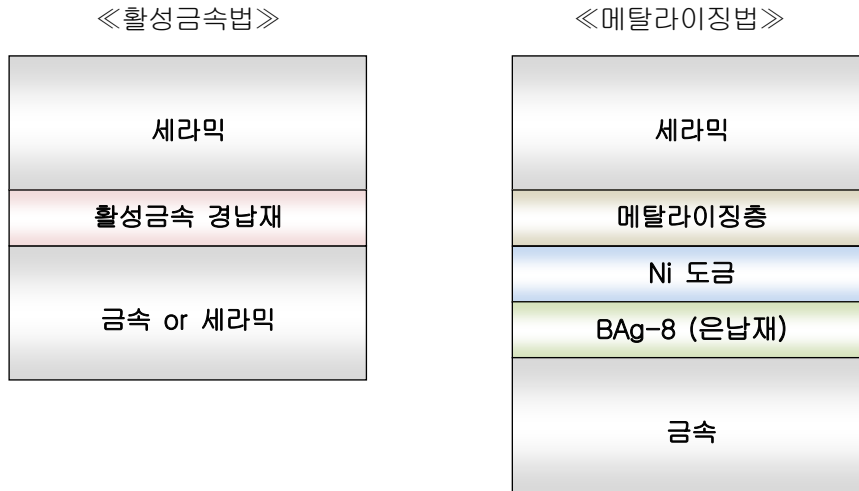 ≪활성금속법≫
세라믹
활성금속 경납재
금속 or 세라믹
≪메탈라이징법≫
세라믹
메탈라이징층
Ni 도금
BAg-8 (은납재)
금속